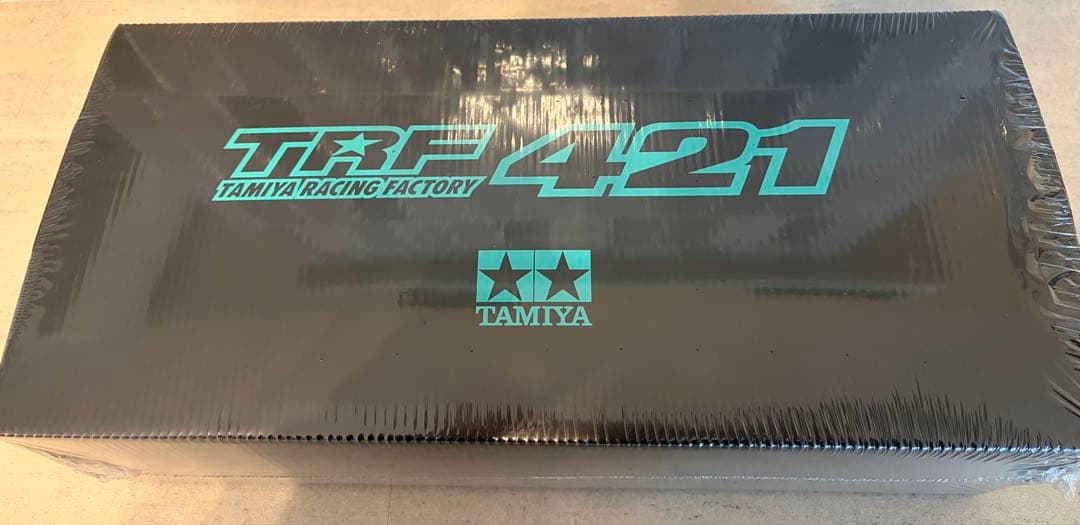 TRF 421
TAMIYA RACING FACTORY
TAMIYA